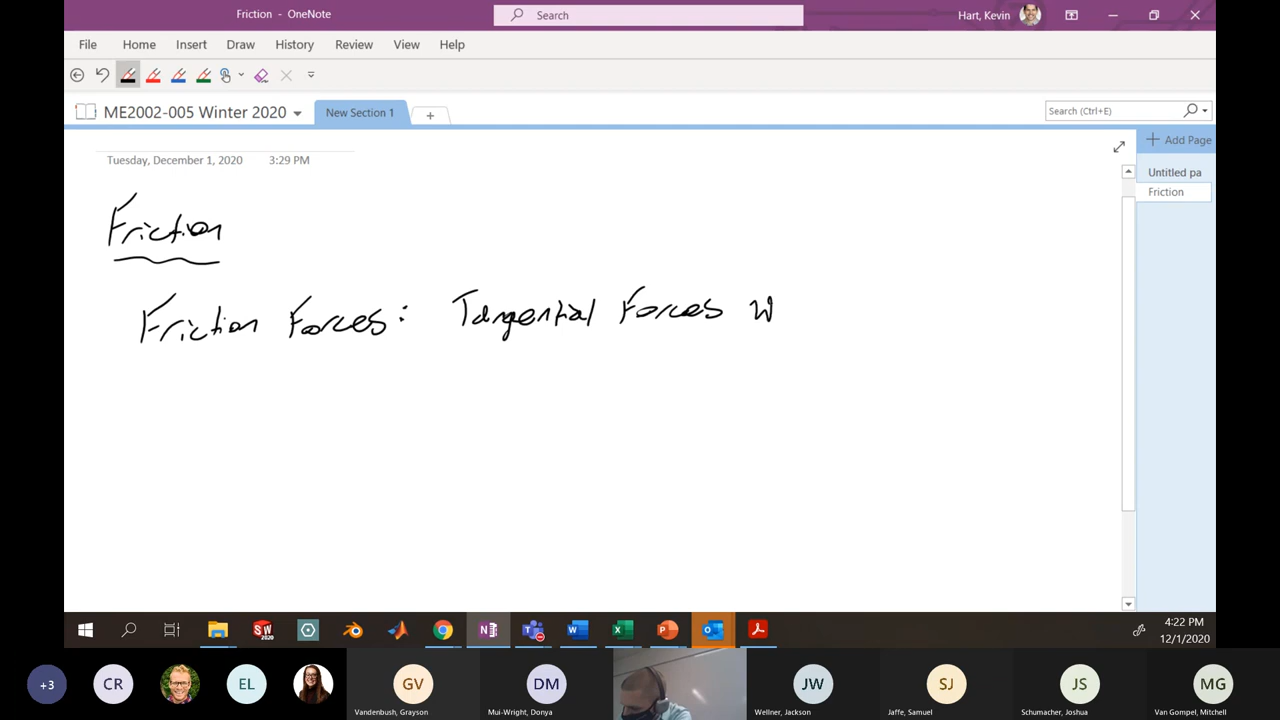 Friction - OneNote
Search
Hart, Kevin
File Home Insert Draw History Review View Help
ME2002-005 Winter 2020
New Section 1
+
Search (Ctrl+E)
Add Page
Tuesday, December 1, 2020 3:29 PM
Untitled pa
Friction
Friction
Friction Forces: Tangential Forces w
4:22 PM
12/1/2020
+3 CR EL GV DM JW SJ JS MG
Vandenbush, Grayson Mui-Wright, Donya Wellner, Jackson Jaffe, Samuel Schumacher, Joshua Van Gompel, Mitchell